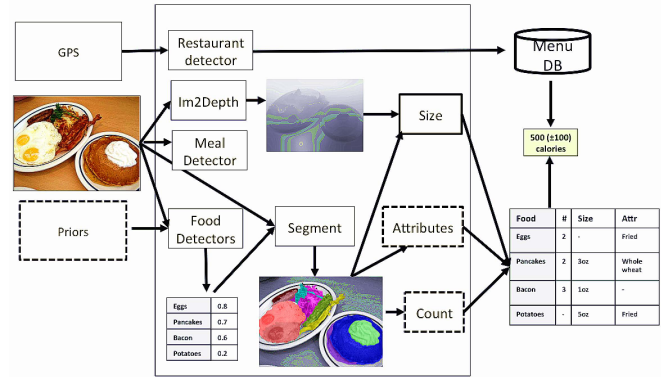 GPS
Restaurant
detector
Menu
DB
Im2Depth
Size
Meal
Detector
500 (±100)
calories
Priors
Food
Detectors
Segment
Attributes
Count
Eggs 0.8
Pancakes 0.7
Bacon 0.6
Potatoes 0.2
Food # Size Attr
Eggs 2 - Fried
Pancakes 2 3oz Whole
wheat
Bacon 3 1oz -
Potatoes - 5oz Fried